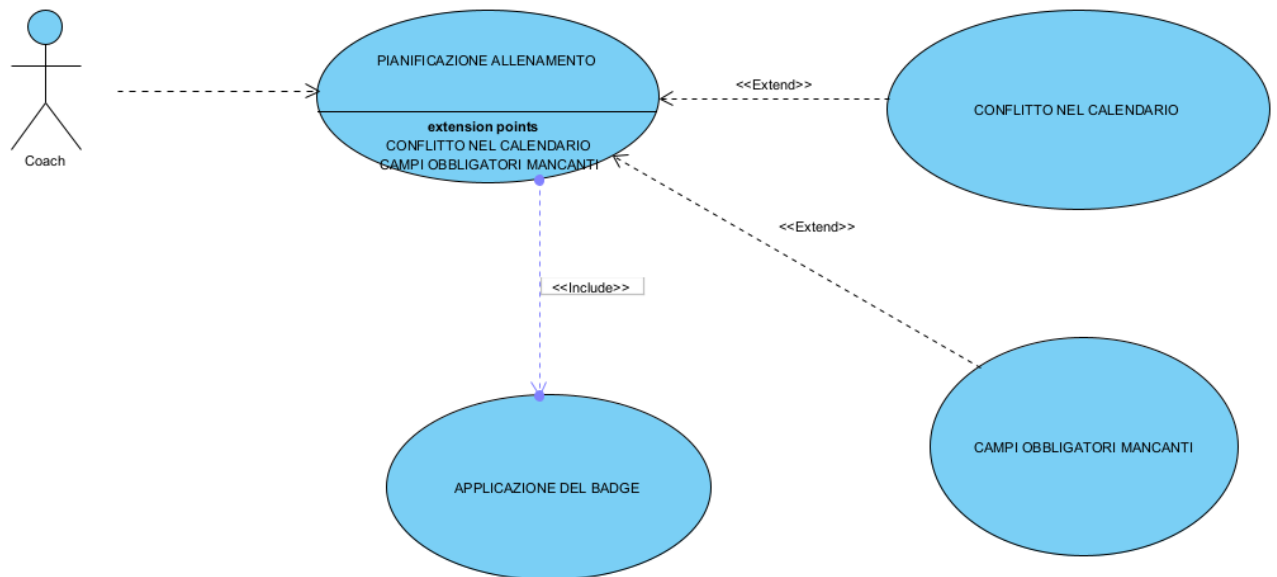 Coach
PIANIFICAZIONE ALLENAMENTO
extension points
CONFLITTO NEL CALENDARIO
CAMPI OBBLIGATORI MANCANTI
<<Extend>>
CONFLITTO NEL CALENDARIO
<<Extend>>
<<Include>>
CAMPI OBBLIGATORI MANCANTI
APPLICAZIONE DEL BADGE